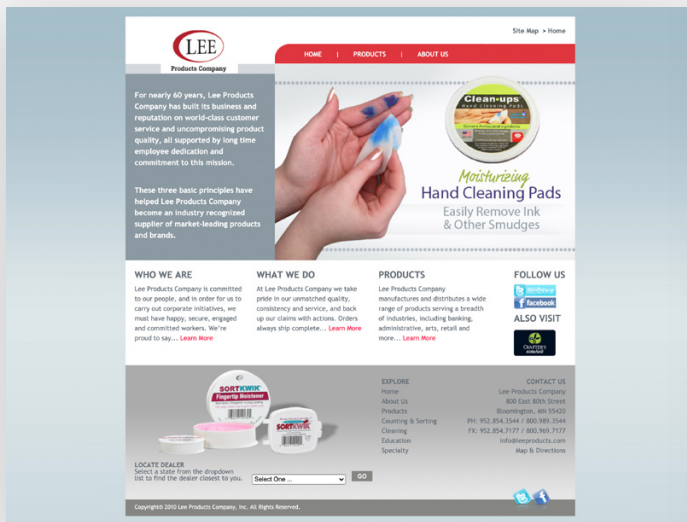 Site Map > Home
LEE
Products Company
HOME | PRODUCTS | ABOUT US
For nearly 60 years, Lee Products
Company has built its business and
reputation on world-class customer
service and uncompromising product
quality, all supported by long time
employee dedication and
commitment to this mission.
These three basic principles have
helped Lee Products Company
become an industry recognized
supplier of market-leading products
and brands.
Clean-ups
Hand Cleaning Pads
Moisturizing
Hand Cleaning Pads
Easily Remove Ink
& Other Smudges
WHO WE ARE
Lee Products Company is committed
to our people, and in order for us to
carry out corporate initiatives, we
must have happy, secure, engaged
and committed workers. We're
proud to say... Learn More
WHAT WE DO
At Lee Products Company we take
pride in our unmatched quality,
consistency and service, and back
up our claims with actions. Orders
always ship complete... Learn More
PRODUCTS
Lee Products Company
manufactures and distributes a wide
range of products serving a breadth
of industries, including banking,
administrative, arts, retail and
more... Learn More
FOLLOW US
facebook
ALSO VISIT
CRAFTER'S
SORTKWIK
Fingertip Moistener
SORTKWIK
LOCATE DEALER
Select a state from the dropdown
list to find the dealer closest to you.
Select One ...
GO
EXPLORE
Home
About Us
Products
Counting & Sorting
Cleaning
Education
Specialty
CONTACT US
Lee Products Company
800 East 80th Street
Bloomington, MN 55420
PH: 952.854.3544 / 800.989.3544
FX: 952.854.7177 / 800.969.7177
info@leeproducts.com
Map & Directions
Copyright© 2010 Lee Products Company, Inc. All Rights Reserved.